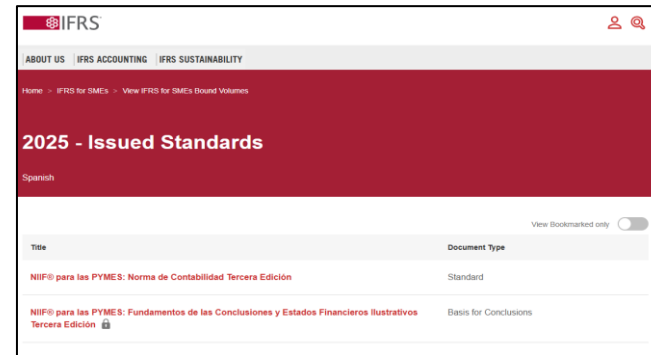 IFRS
ABOUT US IFRS ACCOUNTING IFRS SUSTAINABILITY
Home > IFRS for SMEs > View IFRS for SMEs Bound Volumes
2025 - Issued Standards
Spanish
View Bookmarked only
Title Document Type
NIIF® para las PYMES: Norma de Contabilidad Tercera Edición Standard
NIIF® para las PYMES: Fundamentos de las Conclusiones y Estados Financieros Ilustrativos Basis for Conclusions
Tercera Edición